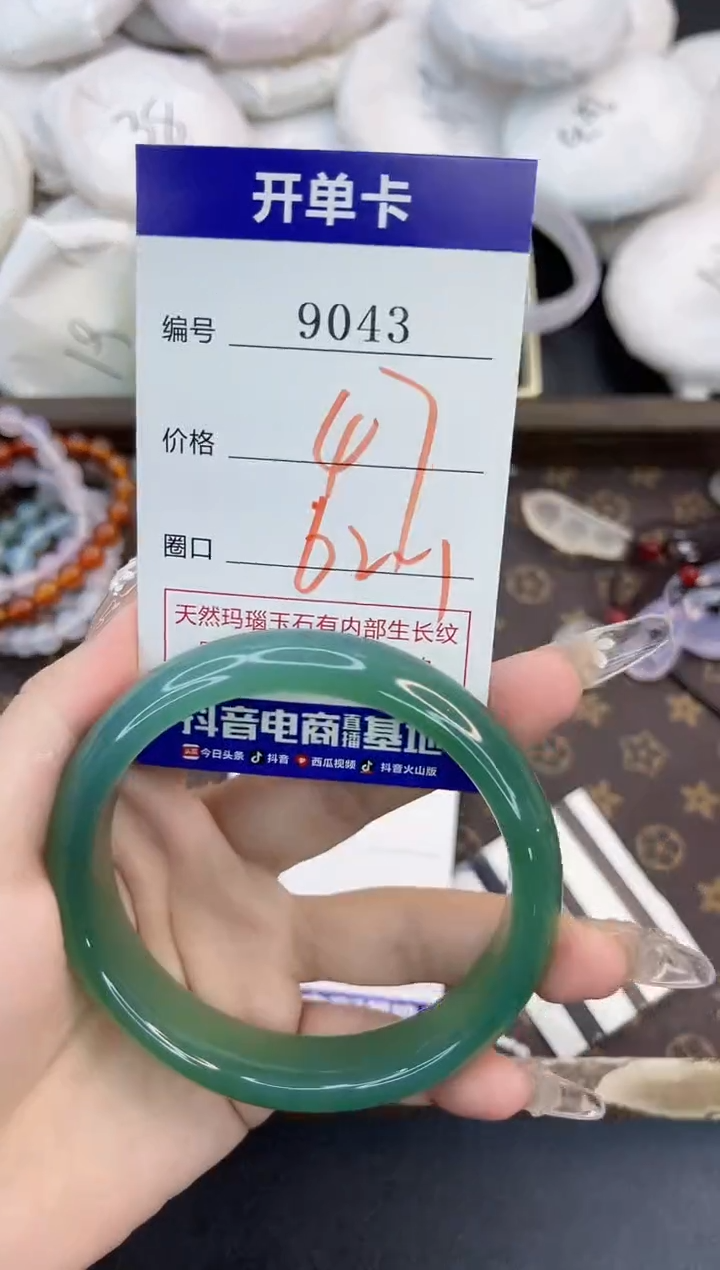 开单卡
编号 9043
价格 47
圈口
天然玛瑙玉石有内部生长纹
抖音电商直播基地
今日头条 抖音 西瓜视频 抖音火山版
19